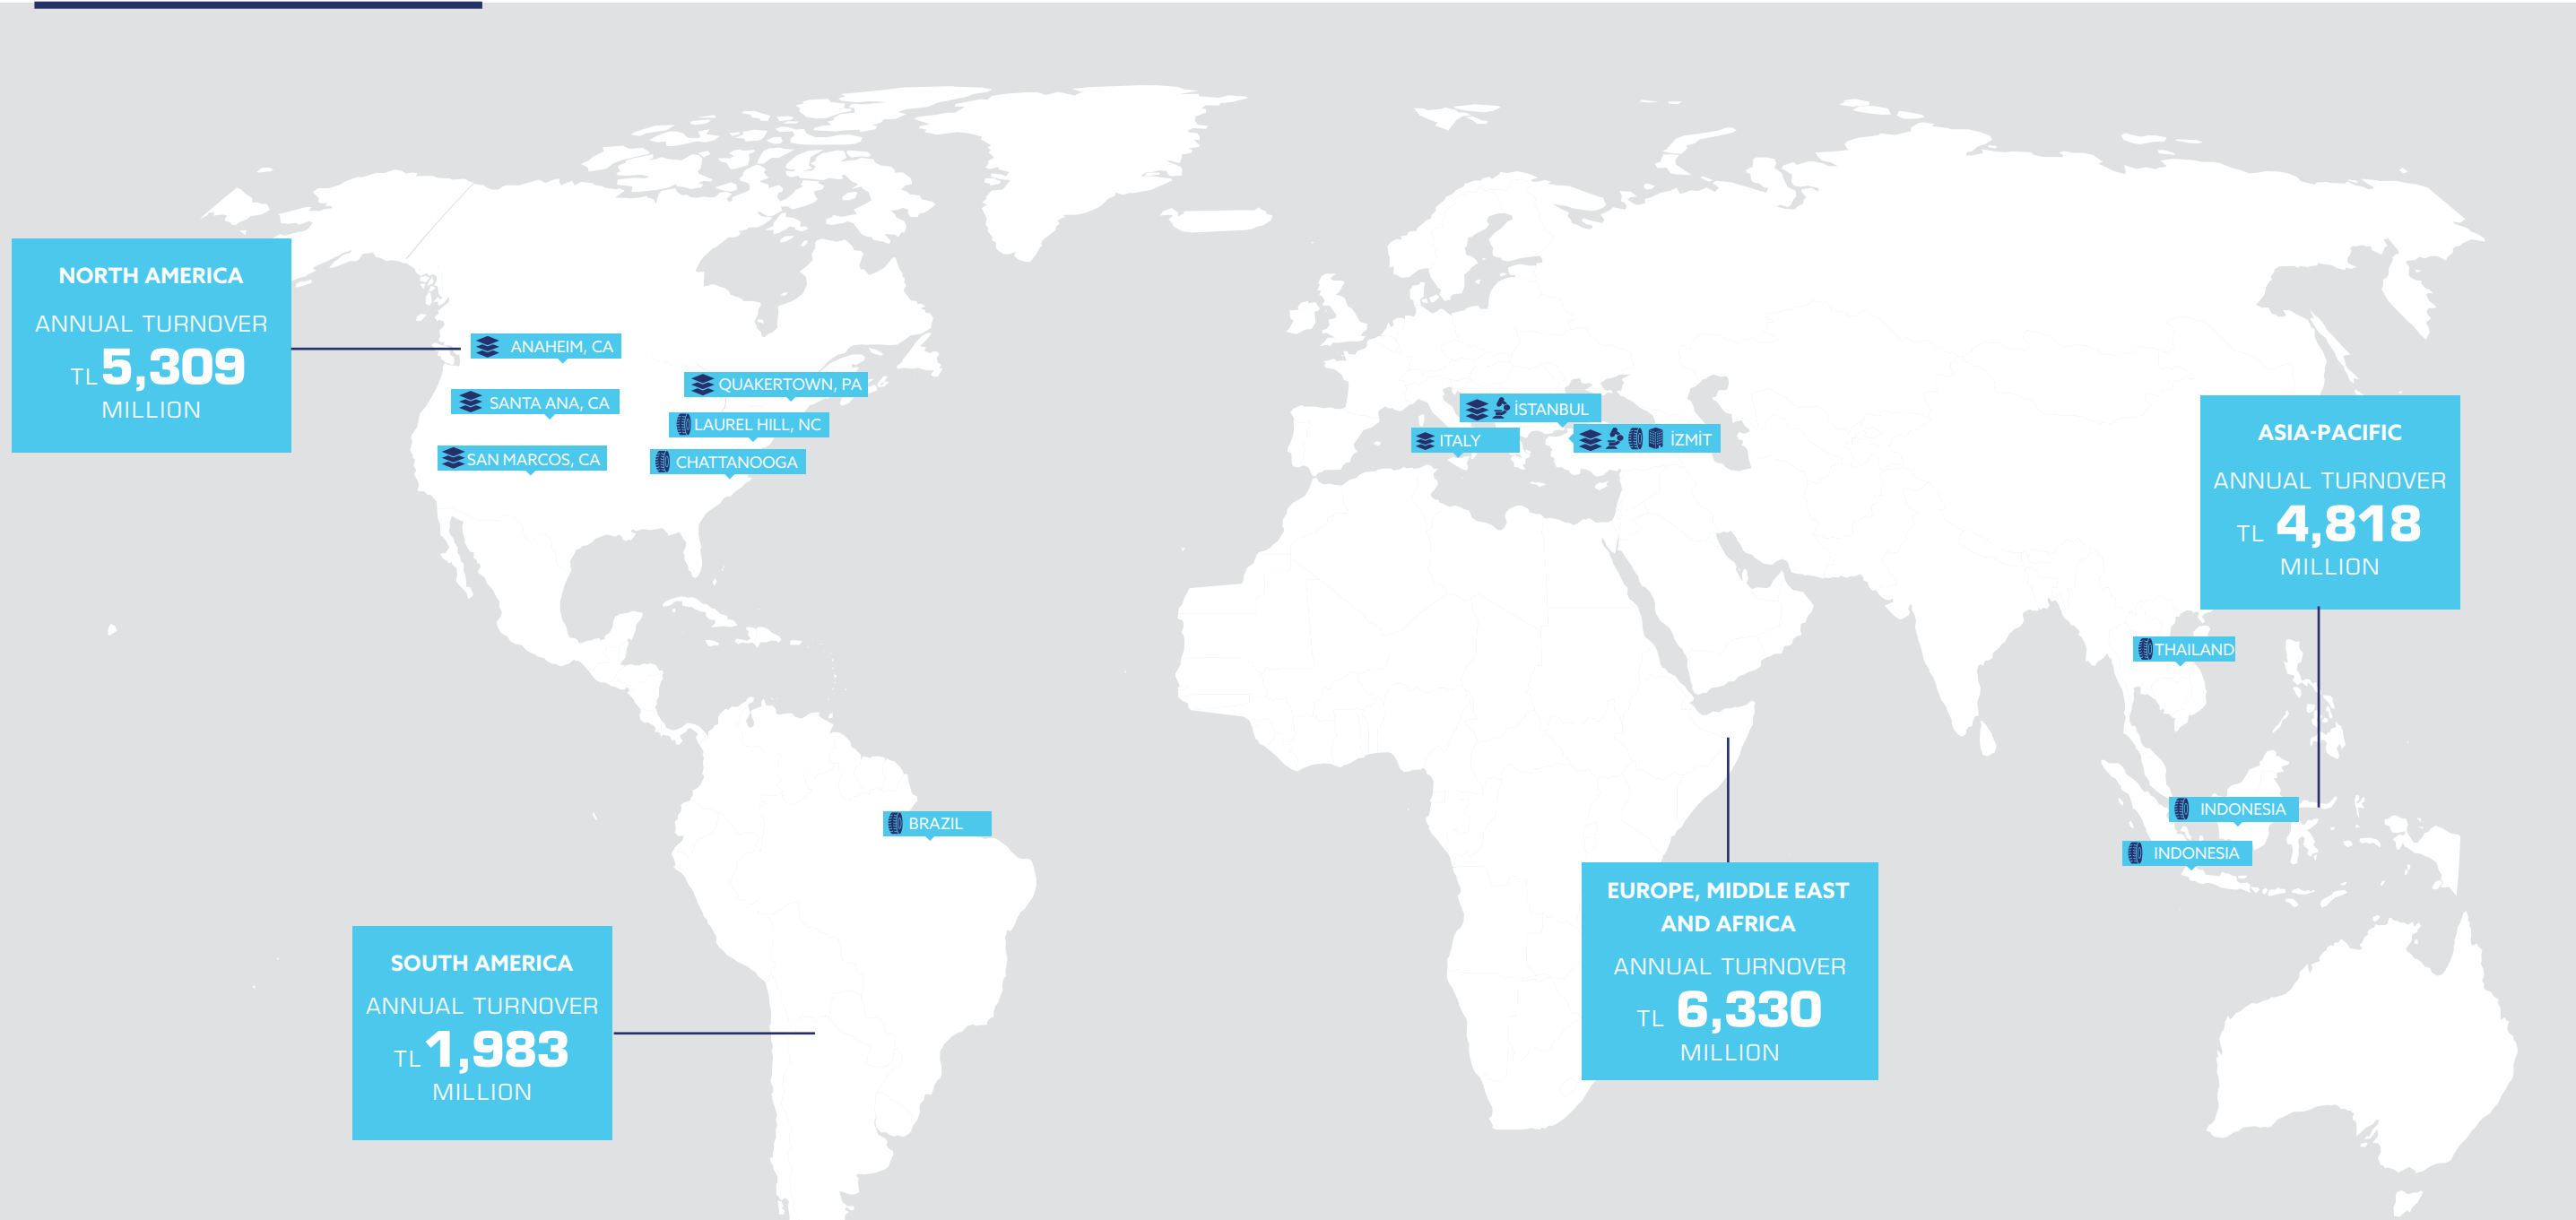 NORTH AMERICA
ANNUAL TURNOVER
TL 5,309
MILLION
ANAHEIM, CA
SANTA ANA, CA
SAN MARCOS, CA
QUAKERTOWN, PA
LAUREL HILL, NC
CHATTANOOGA
İSTANBUL
ITALY
İZMİT
ASIA-PACIFIC
ANNUAL TURNOVER
TL 4,818
MILLION
THAILAND
INDONESIA
INDONESIA
BRAZIL
SOUTH AMERICA
ANNUAL TURNOVER
TL 1,983
MILLION
EUROPE, MIDDLE EAST
AND AFRICA
ANNUAL TURNOVER
TL 6,330
MILLION